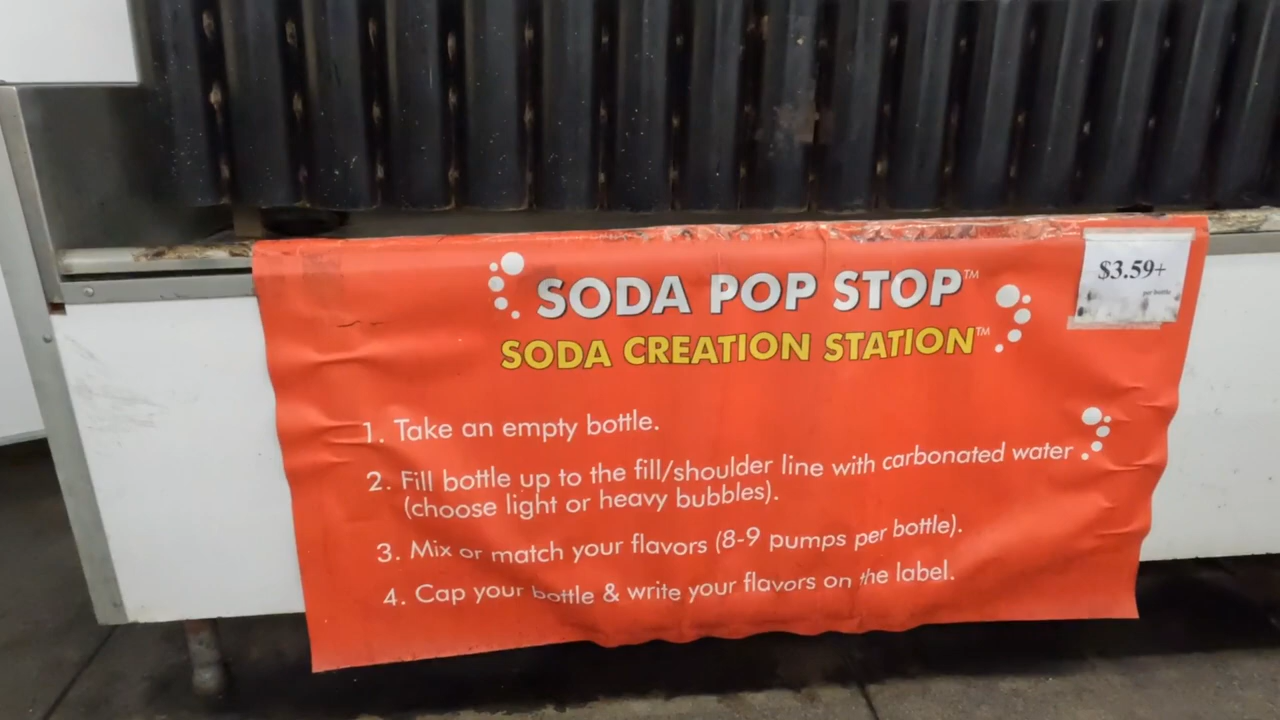 SODA POP STOP™
$3.59+
per bottle
SODA CREATION STATION™
1. Take an empty bottle.
2. Fill bottle up to the fill/shoulder line with carbonated water
(choose light or heavy bubbles).
3. Mix or match your flavors (8-9 pumps per bottle).
4. Cap your bottle & write your flavors on the label.